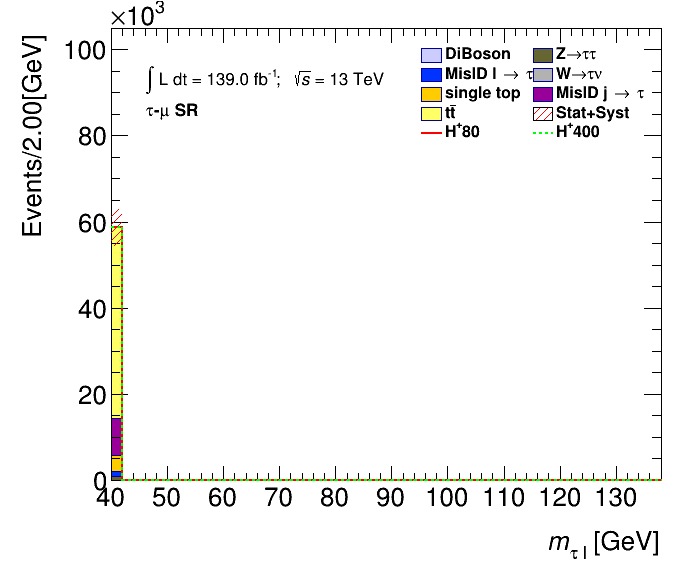 ×10³
Events/2.00[GeV]
100
80
60
40
20
0
∫ L dt = 139.0 fb⁻¹; √s = 13 TeV
τ-μ SR
DiBoson
MisID l → τ
single top
tt̄
H⁺80
Z→ττ
W→τν
MisID j → τ
Stat+Syst
H⁺400
40 50 60 70 80 90 100 110 120 130
m_τ l [GeV]